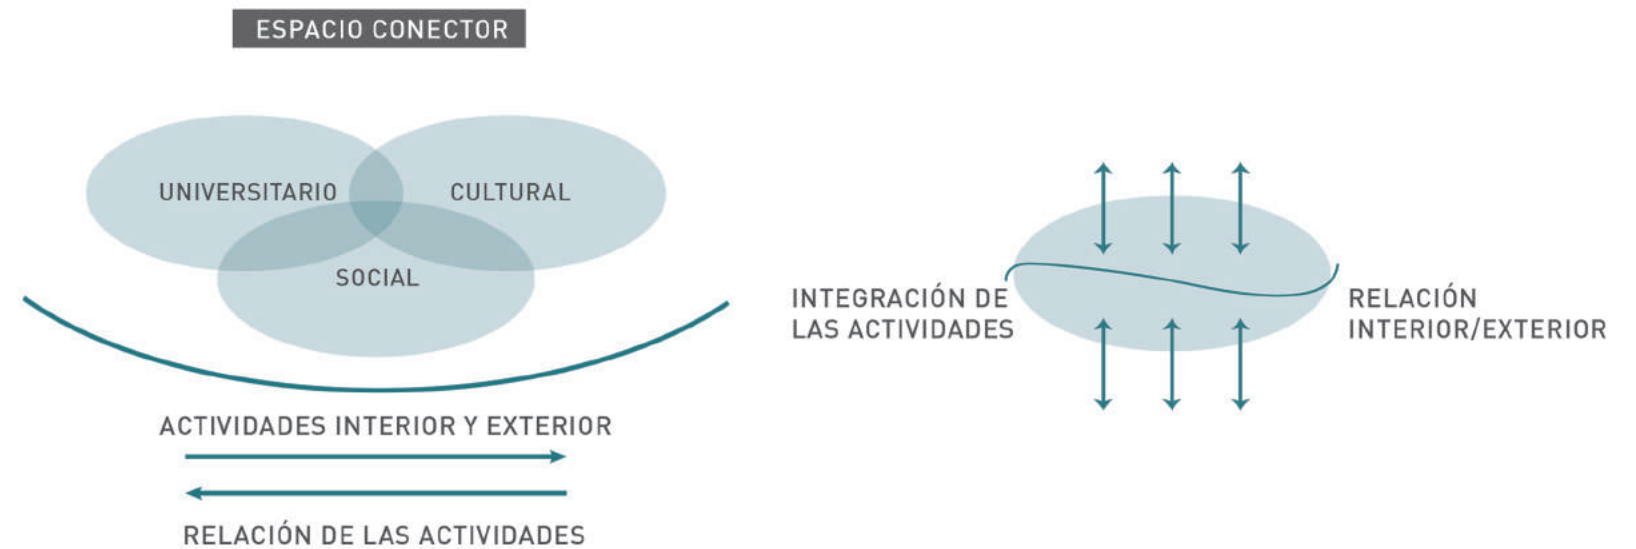 ESPACIO CONECTOR
UNIVERSITARIO
CULTURAL
SOCIAL
ACTIVIDADES INTERIOR Y EXTERIOR
RELACIÓN DE LAS ACTIVIDADES
INTEGRACIÓN DE
LAS ACTIVIDADES
RELACIÓN
INTERIOR/EXTERIOR